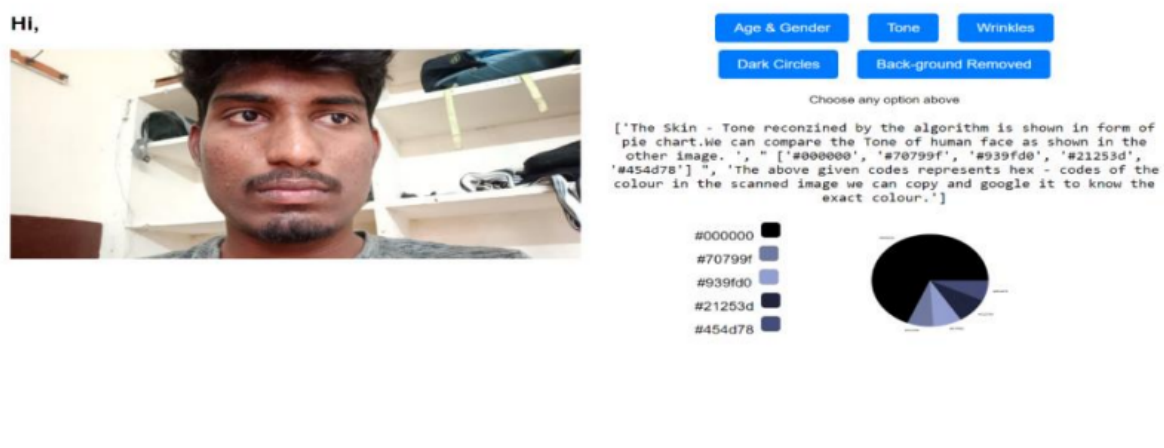 Hi,
Age & Gender
Tone
Wrinkles
Dark Circles
Back-ground Removed
Choose any option above
['The Skin - Tone reconzined by the algorithm is shown in form of
pie chart.We can compare the Tone of human face as shown in the
other image. ', " ['#000000', '#70799f', '#939fd0', '#21253d',
'#454d78'] ", 'The above given codes represents hex - codes of the
colour in the scanned image we can copy and google it to know the
exact colour.']
#000000
#70799f
#939fd0
#21253d
#454d78